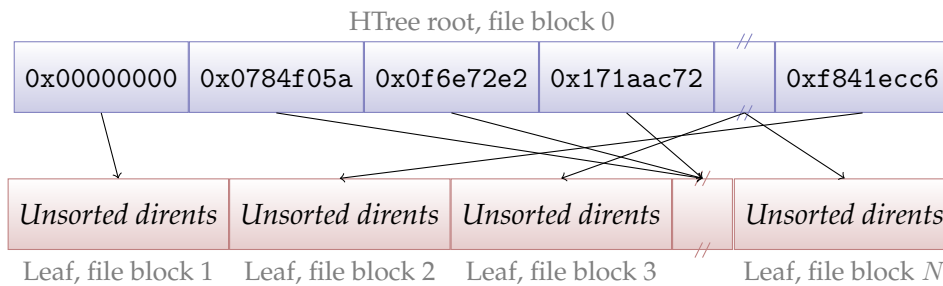 HTree root, file block 0
0x00000000 0x0784f05a 0x0f6e72e2 0x171aac72 // 0xf841ecc6
Unsorted dirents Unsorted dirents Unsorted dirents // Unsorted dirents
Leaf, file block 1 Leaf, file block 2 Leaf, file block 3 Leaf, file block N